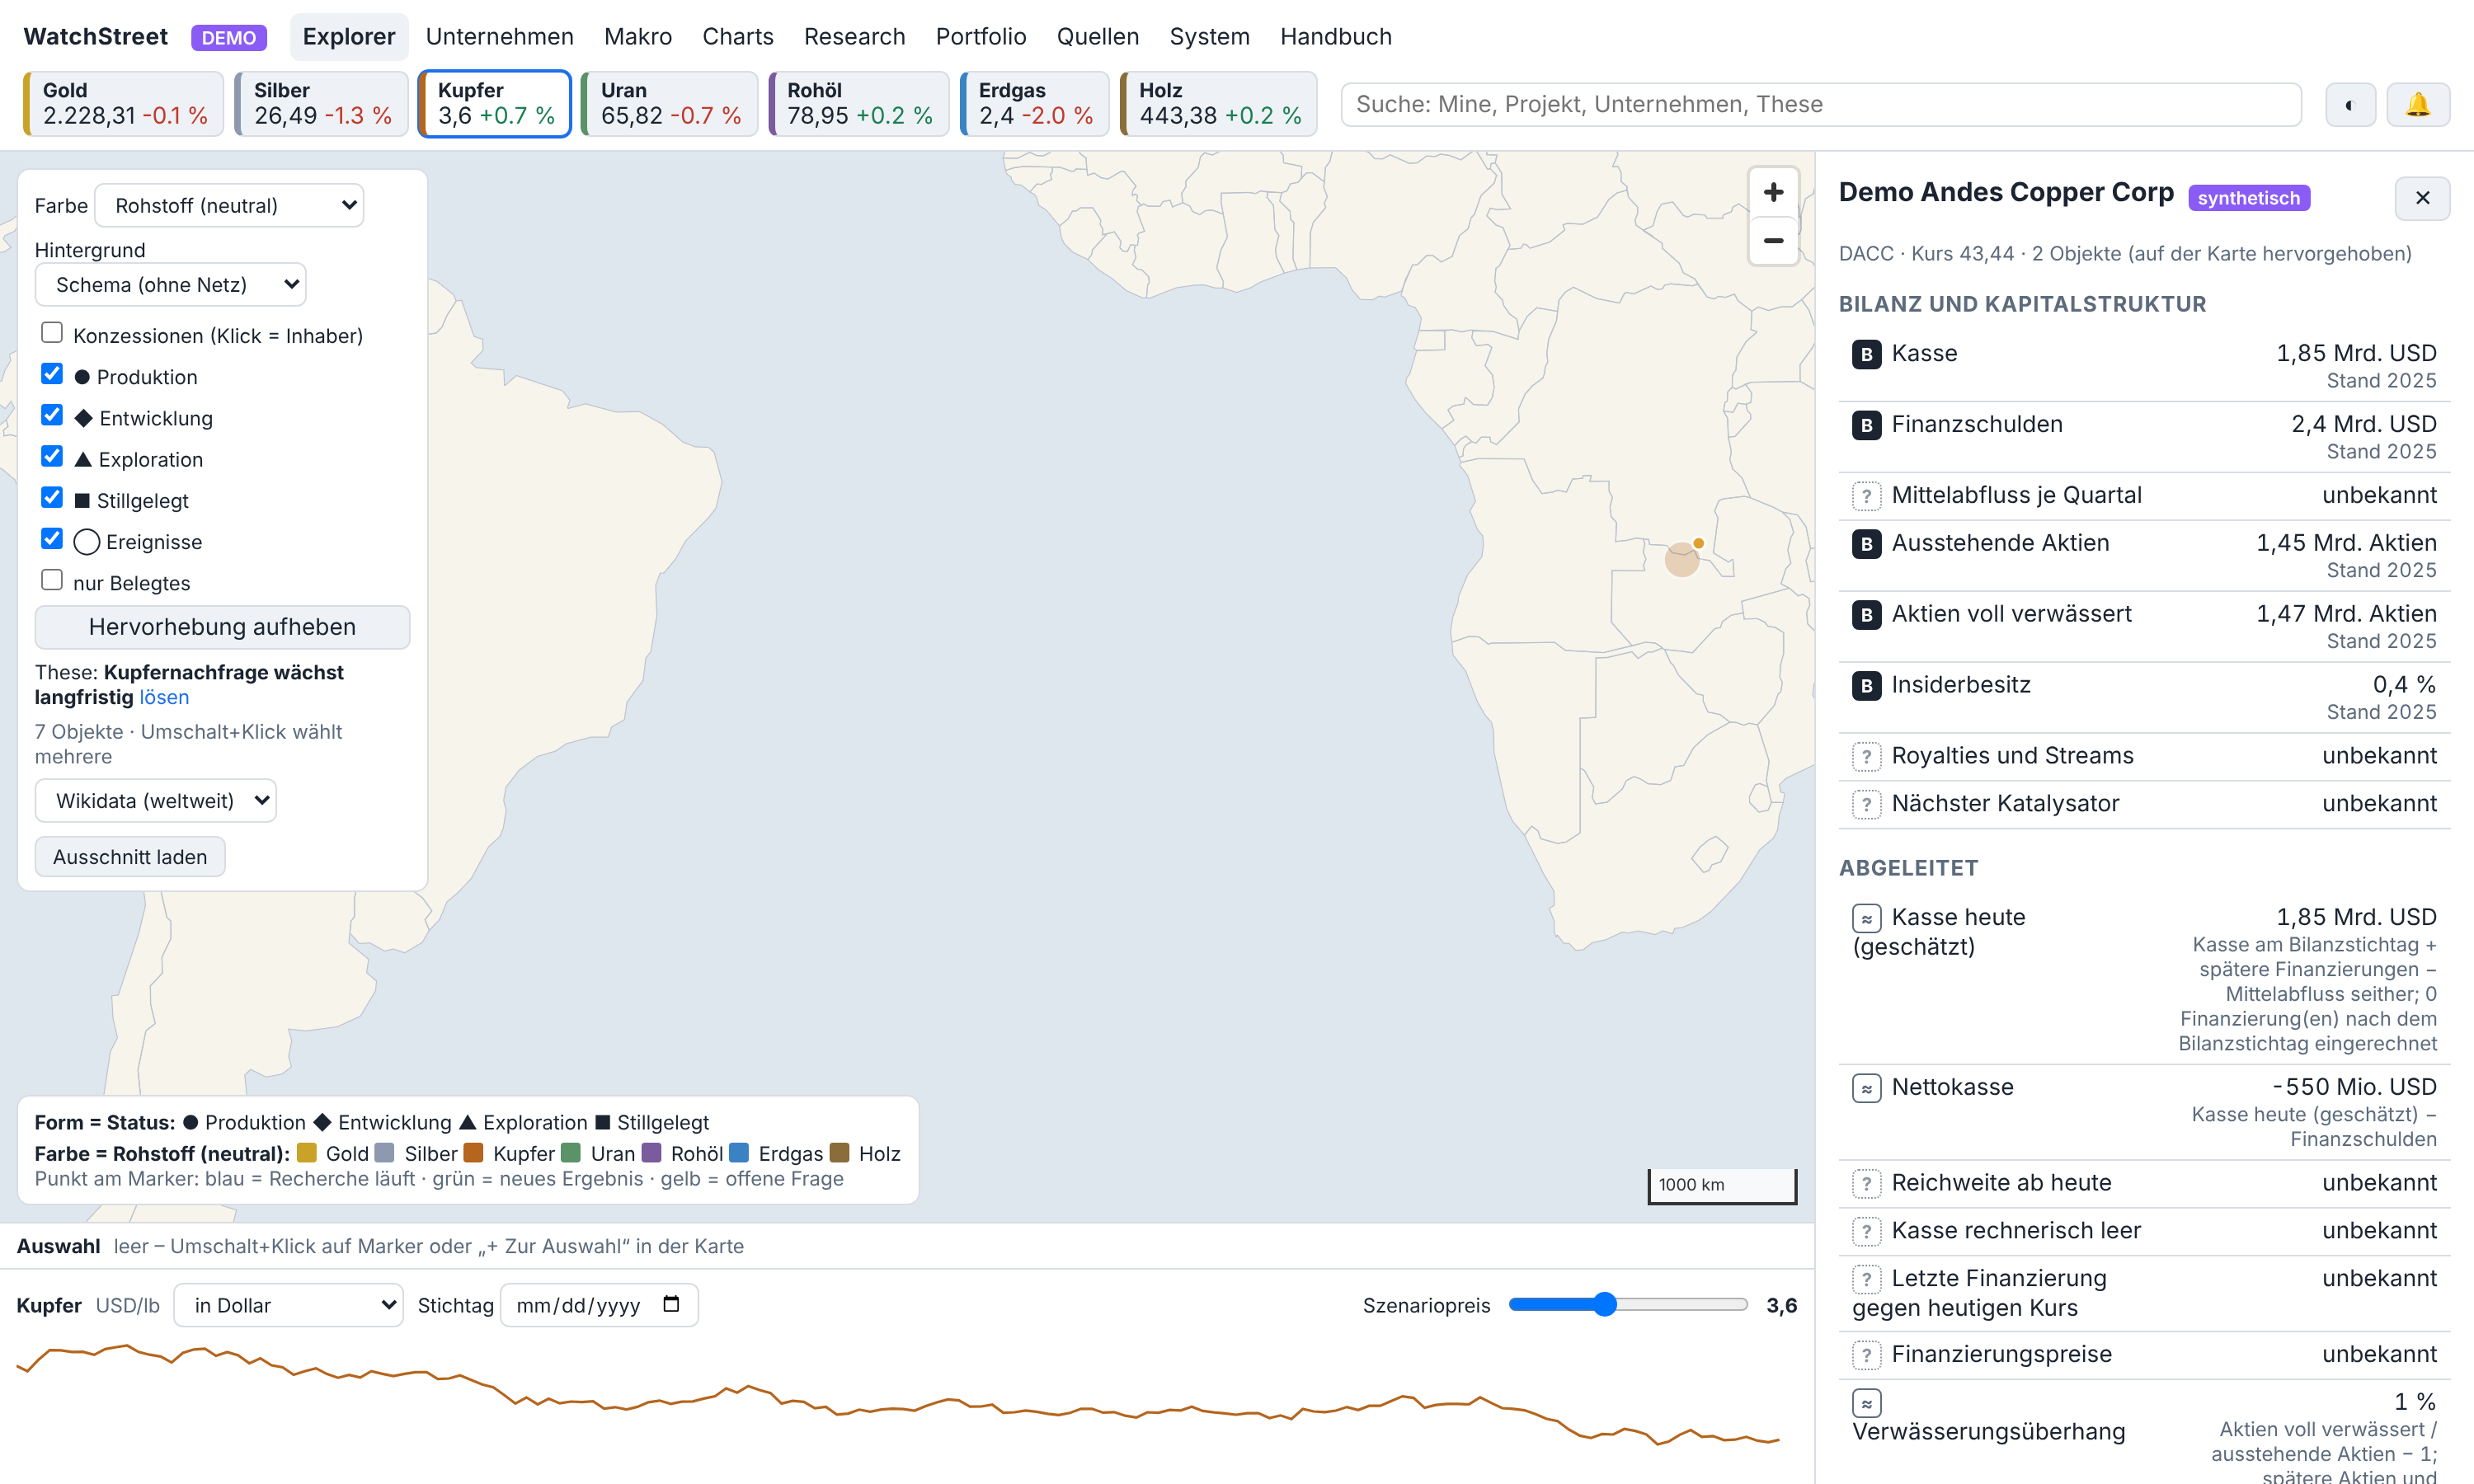 WatchStreet DEMO Explorer Unternehmen Makro Charts Research Portfolio Quellen System Handbuch
Gold
2.228,31 -0.1 %
Silber
26,49 -1.3 %
Kupfer
3,6 +0.7 %
Uran
65,82 -0.7 %
Rohöl
78,95 +0.2 %
Erdgas
2,4 -2.0 %
Holz
443,38 +0.2 %
Suche: Mine, Projekt, Unternehmen, These
Farbe Rohstoff (neutral)
Hintergrund
Schema (ohne Netz)
Konzessionen (Klick = Inhaber)
Produktion
Entwicklung
Exploration
Stillgelegt
Ereignisse
nur Belegtes
Hervorhebung aufheben
These: Kupfernachfrage wächst
langfristig lösen
7 Objekte · Umschalt+Klick wählt
mehrere
Wikidata (weltweit)
Ausschnitt laden
+
−
Form = Status: ● Produktion ◆ Entwicklung ▲ Exploration ■ Stillgelegt
Farbe = Rohstoff (neutral): Gold Silber Kupfer Uran Rohöl Erdgas Holz
Punkt am Marker: blau = Recherche läuft · grün = neues Ergebnis · gelb = offene Frage
1000 km
Auswahl leer – Umschalt+Klick auf Marker oder „+ Zur Auswahl“ in der Karte
Kupfer USD/lb in Dollar Stichtag mm/dd/yyyy Szenariopreis 3,6
Demo Andes Copper Corp synthetisch ✕
DACC · Kurs 43,44 · 2 Objekte (auf der Karte hervorgehoben)
BILANZ UND KAPITALSTRUKTUR
B Kasse 1,85 Mrd. USD
Stand 2025
B Finanzschulden 2,4 Mrd. USD
Stand 2025
? Mittelabfluss je Quartal unbekannt
B Ausstehende Aktien 1,45 Mrd. Aktien
Stand 2025
B Aktien voll verwässert 1,47 Mrd. Aktien
Stand 2025
B Insiderbesitz 0,4 %
Stand 2025
? Royalties und Streams unbekannt
? Nächster Katalysator unbekannt
ABGELEITET
≈ Kasse heute (geschätzt) 1,85 Mrd. USD
Kasse am Bilanzstichtag +
spätere Finanzierungen −
Mittelabfluss seither; 0
Finanzierung(en) nach dem
Bilanzstichtag eingerechnet
≈ Nettokasse -550 Mio. USD
Kasse heute (geschätzt) −
Finanzschulden
? Reichweite ab heute unbekannt
? Kasse rechnerisch leer unbekannt
? Letzte Finanzierung gegen heutigen Kurs unbekannt
? Finanzierungspreise unbekannt
≈ Verwässerungsüberhang 1 %
Aktien voll verwässert /
ausstehende Aktien − 1;
spätere Aktien und